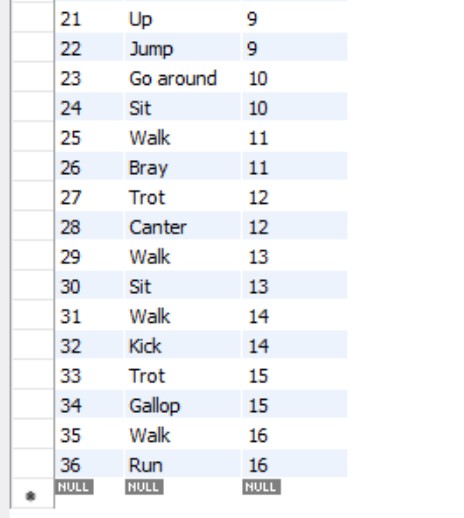 21 Up 9
22 Jump 9
23 Go around 10
24 Sit 10
25 Walk 11
26 Bray 11
27 Trot 12
28 Canter 12
29 Walk 13
30 Sit 13
31 Walk 14
32 Kick 14
33 Trot 15
34 Gallop 15
35 Walk 16
36 Run 16
NULL NULL NULL